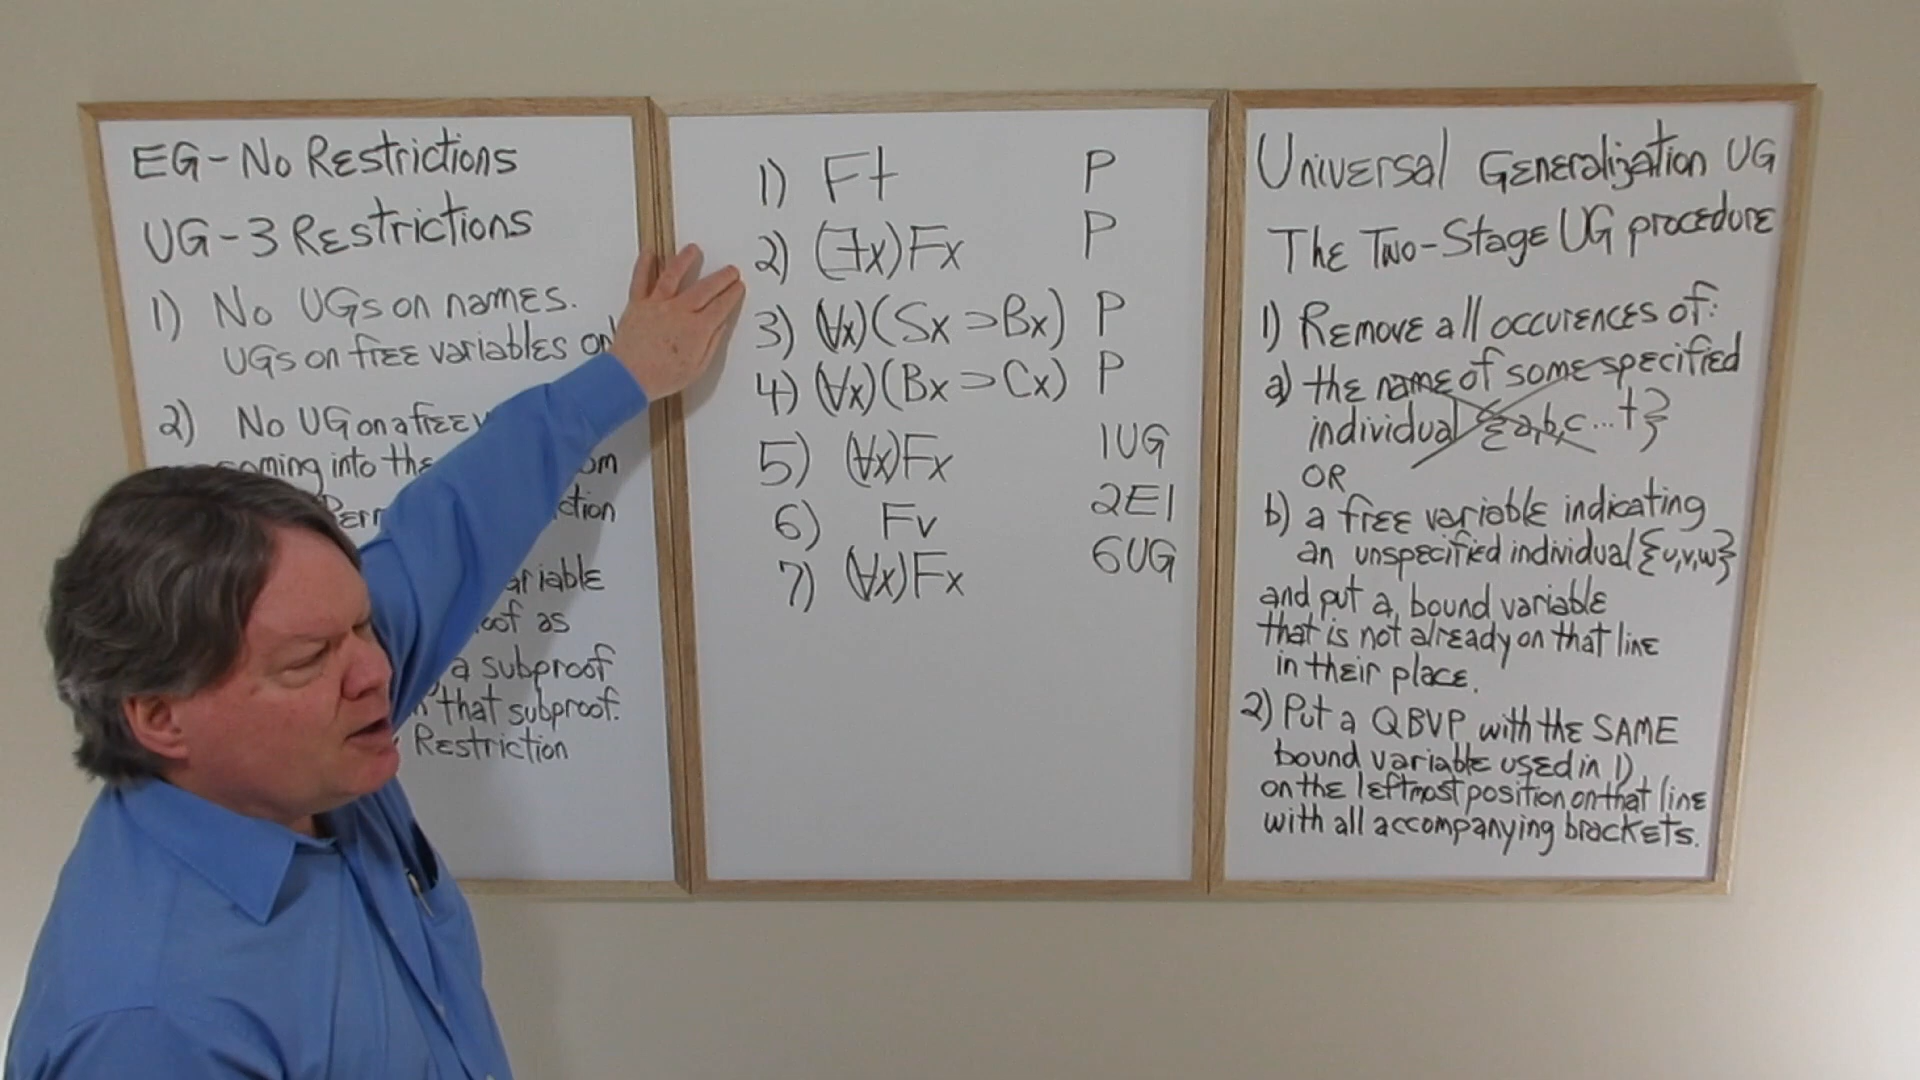 EG-No Restrictions
UG-3 Restrictions
1) No UGs on names.
UGs on free variables
2) No UG on a free
coming into the
ction
ariable
oof as
a subproof
that subproof.
Restriction
1) Ft P
2) (∃x)Fx P
3) (∀x)(Sx⊃Bx) P
4) (∀x)(Bx⊃Cx) P
5) (∀x)Fx 1UG
6) Fv 2EI
7) (∀x)Fx 6UG
Universal Generalization UG
The Two-Stage UG procedure
1) Remove all occurences of:
a) the name of some specified
individual {a,b,c...t}
OR
b) a free variable indicating
an unspecified individual {u,v,w}
and put a bound variable
that is not already on that line
in their place.
2) Put a QBVP with the SAME
bound variable used in 1)
on the leftmost position on that line
with all accompanying brackets.